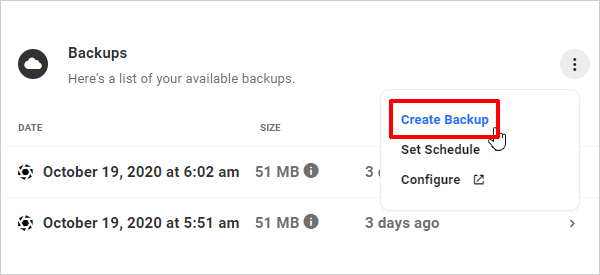 Backups
Here's a list of your available backups.
DATE SIZE
Create Backup
Set Schedule
Configure
October 19, 2020 at 6:02 am 51 MB 3
October 19, 2020 at 5:51 am 51 MB 3 days ago